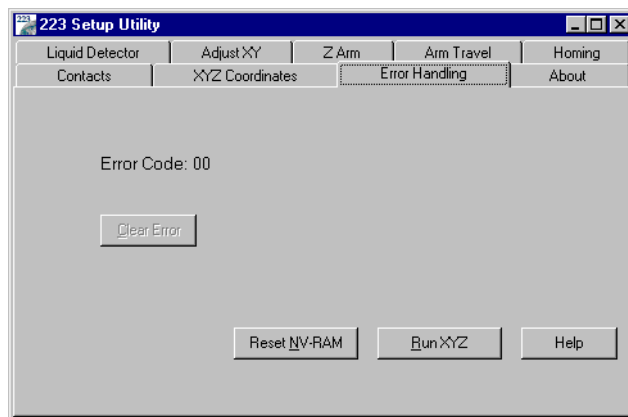 223 Setup Utility
Liquid Detector Adjust XY Z Arm Arm Travel Homing
Contacts XYZ Coordinates Error Handling About
Error Code: 00
Clear Error
Reset NV-RAM Run XYZ Help